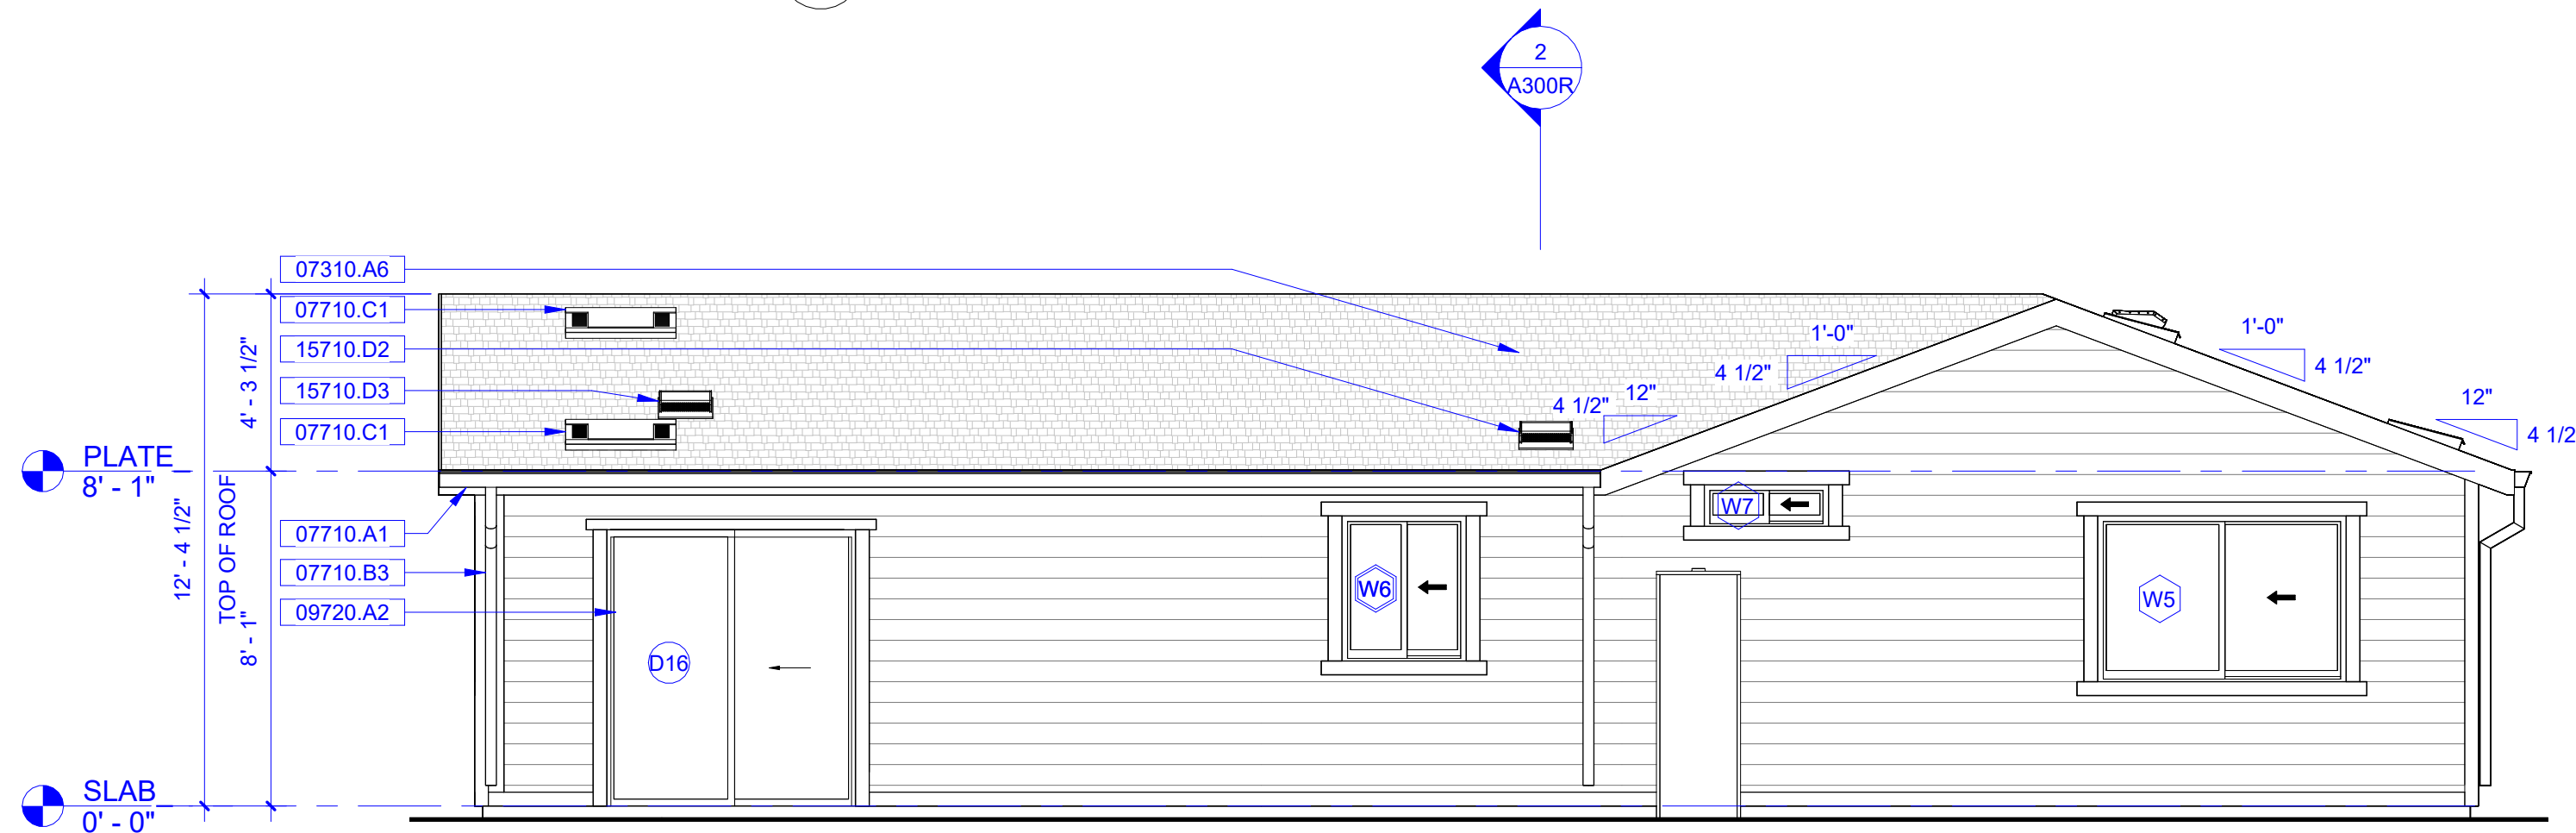 2
A300R
07310.A6
07710.C1
15710.D2
15710.D3
07710.C1
07710.A1
07710.B3
09720.A2
12' - 4 1/2"
4' - 3 1/2"
TOP OF ROOF
8' - 1"
PLATE
8' - 1"
SLAB
0' - 0"
1'-0"
4 1/2"
12"
4 1/2"
1'-0"
4 1/2"
12"
4 1/2
D16
W6
W7
W5